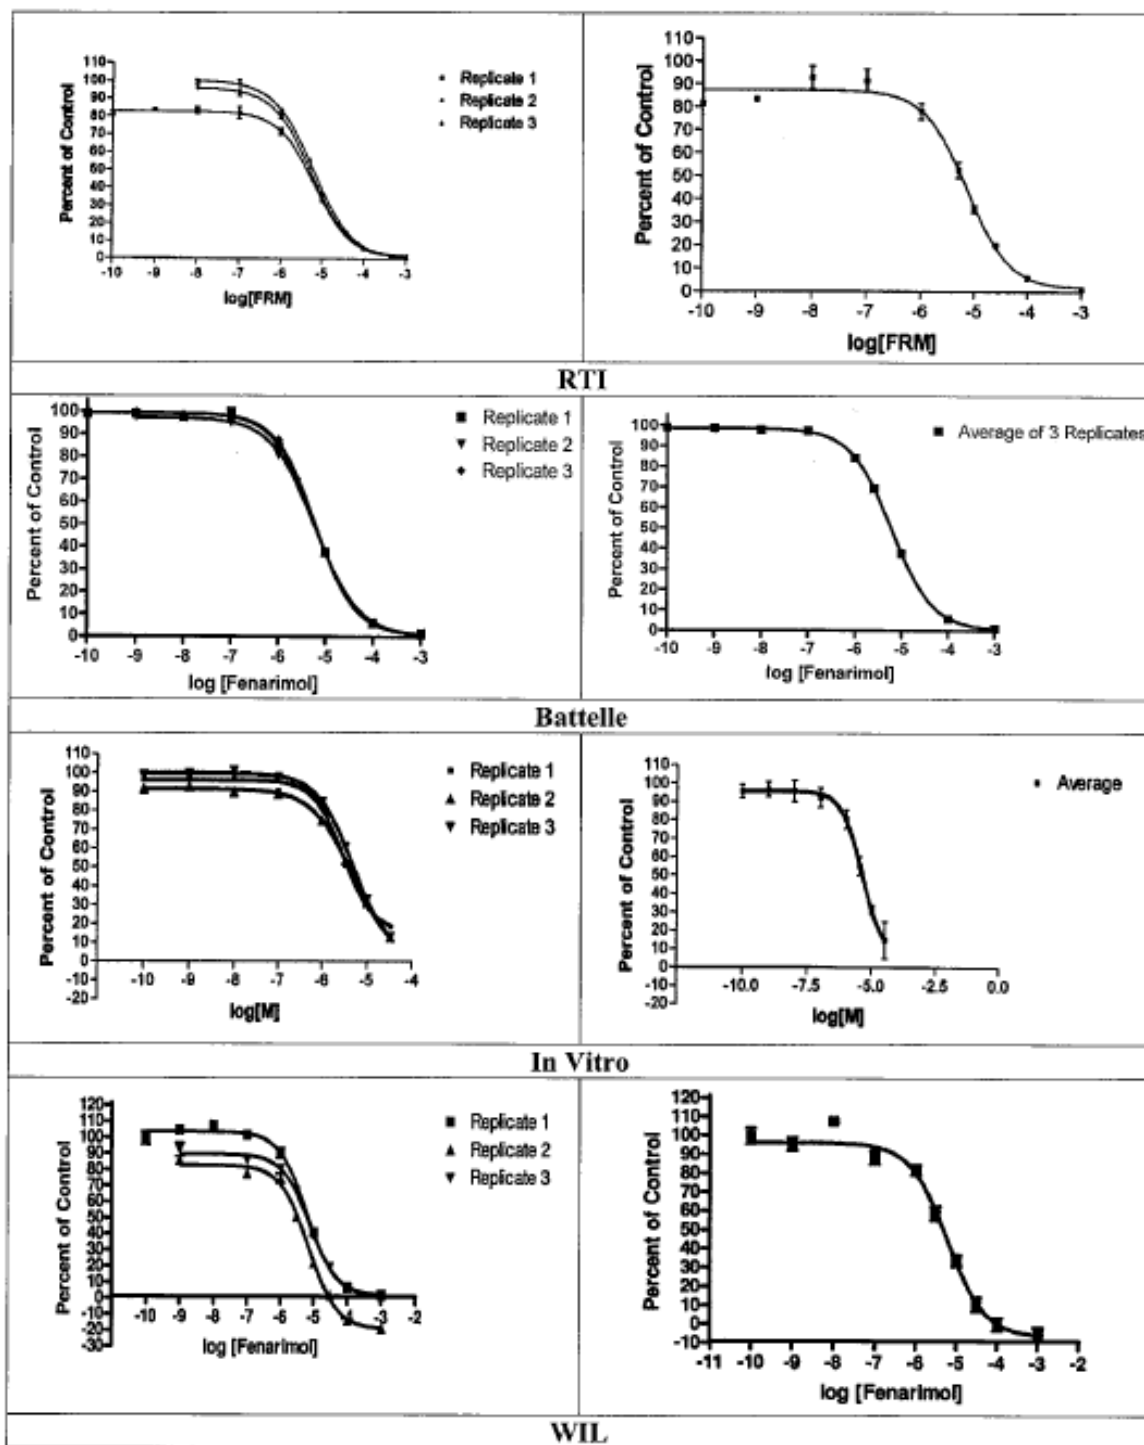 110
100
90
80
70
60
50
40
30
20
10
0
Percent of Control
-10 -9 -8 -7 -6 -5 -4 -3
log[FRM]
Replicate 1
Replicate 2
Replicate 3
110
100
90
80
70
60
50
40
30
20
10
0
Percent of Control
-10 -9 -8 -7 -6 -5 -4 -3
log[FRM]
RTI
100
90
80
70
60
50
40
30
20
10
0
Percent of Control
-10 -9 -8 -7 -6 -5 -4 -3
log [Fenarimol]
Replicate 1
Replicate 2
Replicate 3
100
90
80
70
60
50
40
30
20
10
0
Percent of Control
-10 -9 -8 -7 -6 -5 -4 -3
log [Fenarimol]
Average of 3 Replicates
Battelle
110
100
90
80
70
60
50
40
30
20
10
0
-10
-20
Percent of Control
-10 -9 -8 -7 -6 -5 -4
log[M]
Replicate 1
Replicate 2
Replicate 3
110
100
90
80
70
60
50
40
30
20
10
0
-10
-20
Percent of Control
-10.0 -7.5 -5.0 -2.5 0.0
log[M]
Average
In Vitro
120
110
100
90
80
70
60
50
40
30
20
10
0
-10
-20
-30
Percent of Control
-10 -9 -8 -7 -6 -5 -4 -3 -2
log [Fenarimol]
Replicate 1
Replicate 2
Replicate 3
120
110
100
90
80
70
60
50
40
30
20
10
0
-10
Percent of Control
-11 -10 -9 -8 -7 -6 -5 -4 -3 -2
log [Fenarimol]
WIL